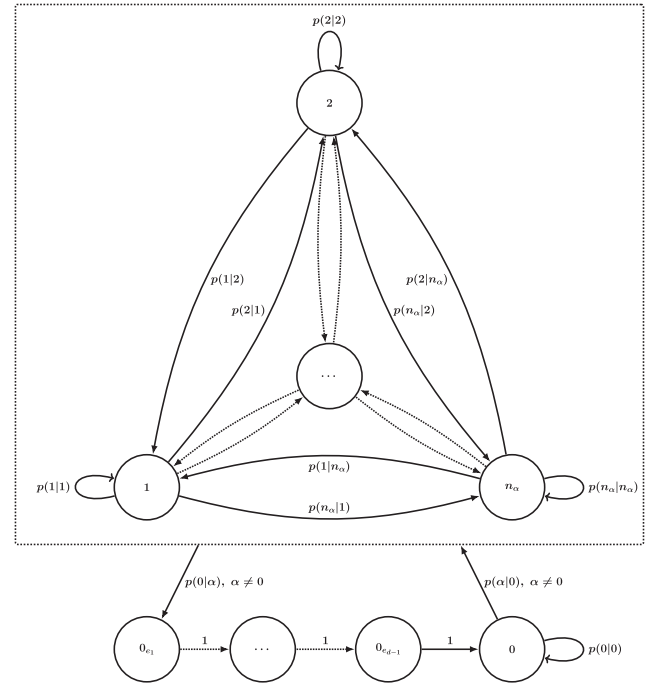 p(2|2)
2
p(1|2)
p(2|n_α)
p(2|1)
p(n_α|2)
...
p(1|n_α)
p(1|1)
1
n_α
p(n_α|n_α)
p(n_α|1)
p(0|α), α ≠ 0
p(α|0), α ≠ 0
1
1
1
0_{e_1}
...
0_{e_{d−1}}
0
p(0|0)